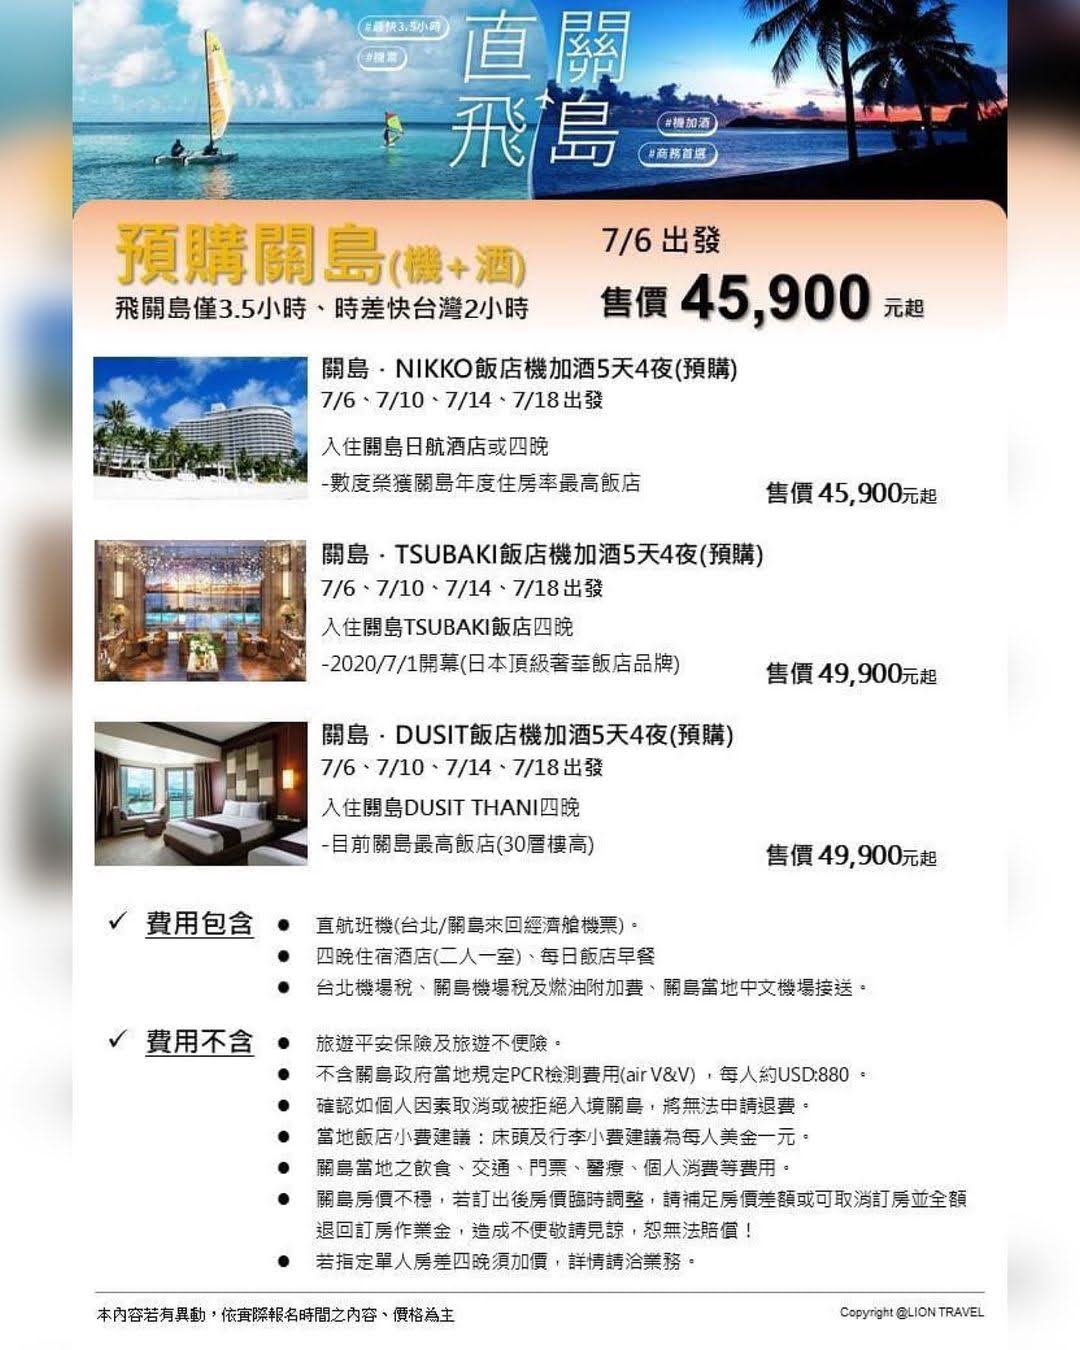 #最快3.5小時
#機票
直
飛
關
島
#機加酒
#商務首選
預購關島(機+酒)
飛關島僅3.5小時、時差快台灣2小時
7/6 出發
售價 45,900 元起
關島．NIKKO飯店機加酒5天4夜(預購)
7/6、7/10、7/14、7/18出發
入住關島日航酒店或四晚
-數度榮獲關島年度住房率最高飯店
售價 45,900元起
關島．TSUBAKI飯店機加酒5天4夜(預購)
7/6、7/10、7/14、7/18出發
入住關島TSUBAKI飯店四晚
-2020/7/1開幕(日本頂級奢華飯店品牌)
售價 49,900元起
關島．DUSIT飯店機加酒5天4夜(預購)
7/6、7/10、7/14、7/18出發
入住關島DUSIT THANI四晚
-目前關島最高飯店(30層樓高)
售價 49,900元起
✓ 費用包含
● 直航班機(台北/關島來回經濟艙機票)。
● 四晚住宿酒店(二人一室)、每日飯店早餐
● 台北機場稅、關島機場稅及燃油附加費、關島當地中文機場接送。
✓ 費用不含
● 旅遊平安保險及旅遊不便險。
● 不含關島政府當地規定PCR檢測費用(air V&V) ，每人約USD:880 。
● 確認如個人因素取消或被拒絕入境關島，將無法申請退費。
● 當地飯店小費建議：床頭及行李小費建議為每人美金一元。
● 關島當地之飲食、交通、門票、醫療、個人消費等費用。
● 關島房價不穩，若訂出後房價臨時調整，請補足房價差額或可取消訂房並全額
退回訂房作業金，造成不便敬請見諒，恕無法賠償！
● 若指定單人房差四晚須加價，詳情請洽業務。
本內容若有異動，依實際報名時間之內容、價格為主
Copyright @LION TRAVEL